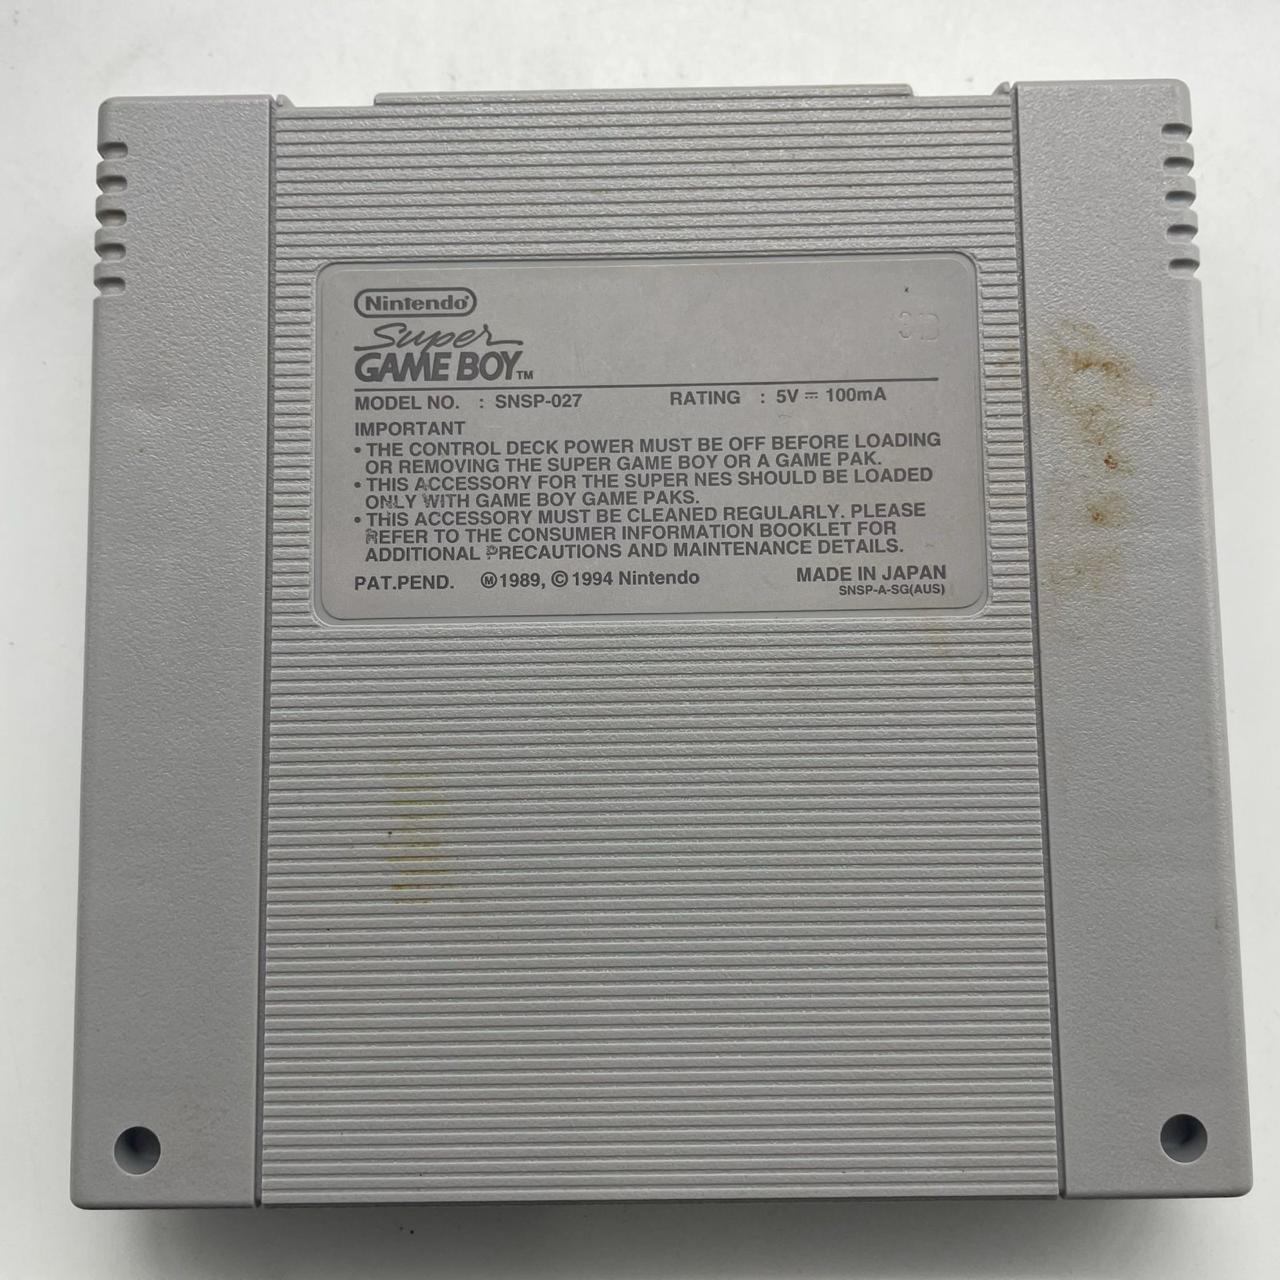 Nintendo®
Super
GAME BOY™
MODEL NO. : SNSP-027 RATING : 5V ⎓ 100mA
IMPORTANT
• THE CONTROL DECK POWER MUST BE OFF BEFORE LOADING
OR REMOVING THE SUPER GAME BOY OR A GAME PAK.
• THIS ACCESSORY FOR THE SUPER NES SHOULD BE LOADED
ONLY WITH GAME BOY GAME PAKS.
• THIS ACCESSORY MUST BE CLEANED REGULARLY. PLEASE
REFER TO THE CONSUMER INFORMATION BOOKLET FOR
ADDITIONAL PRECAUTIONS AND MAINTENANCE DETAILS.
PAT.PEND. Ⓜ1989, ©1994 Nintendo MADE IN JAPAN
SNSP-A-SG(AUS)